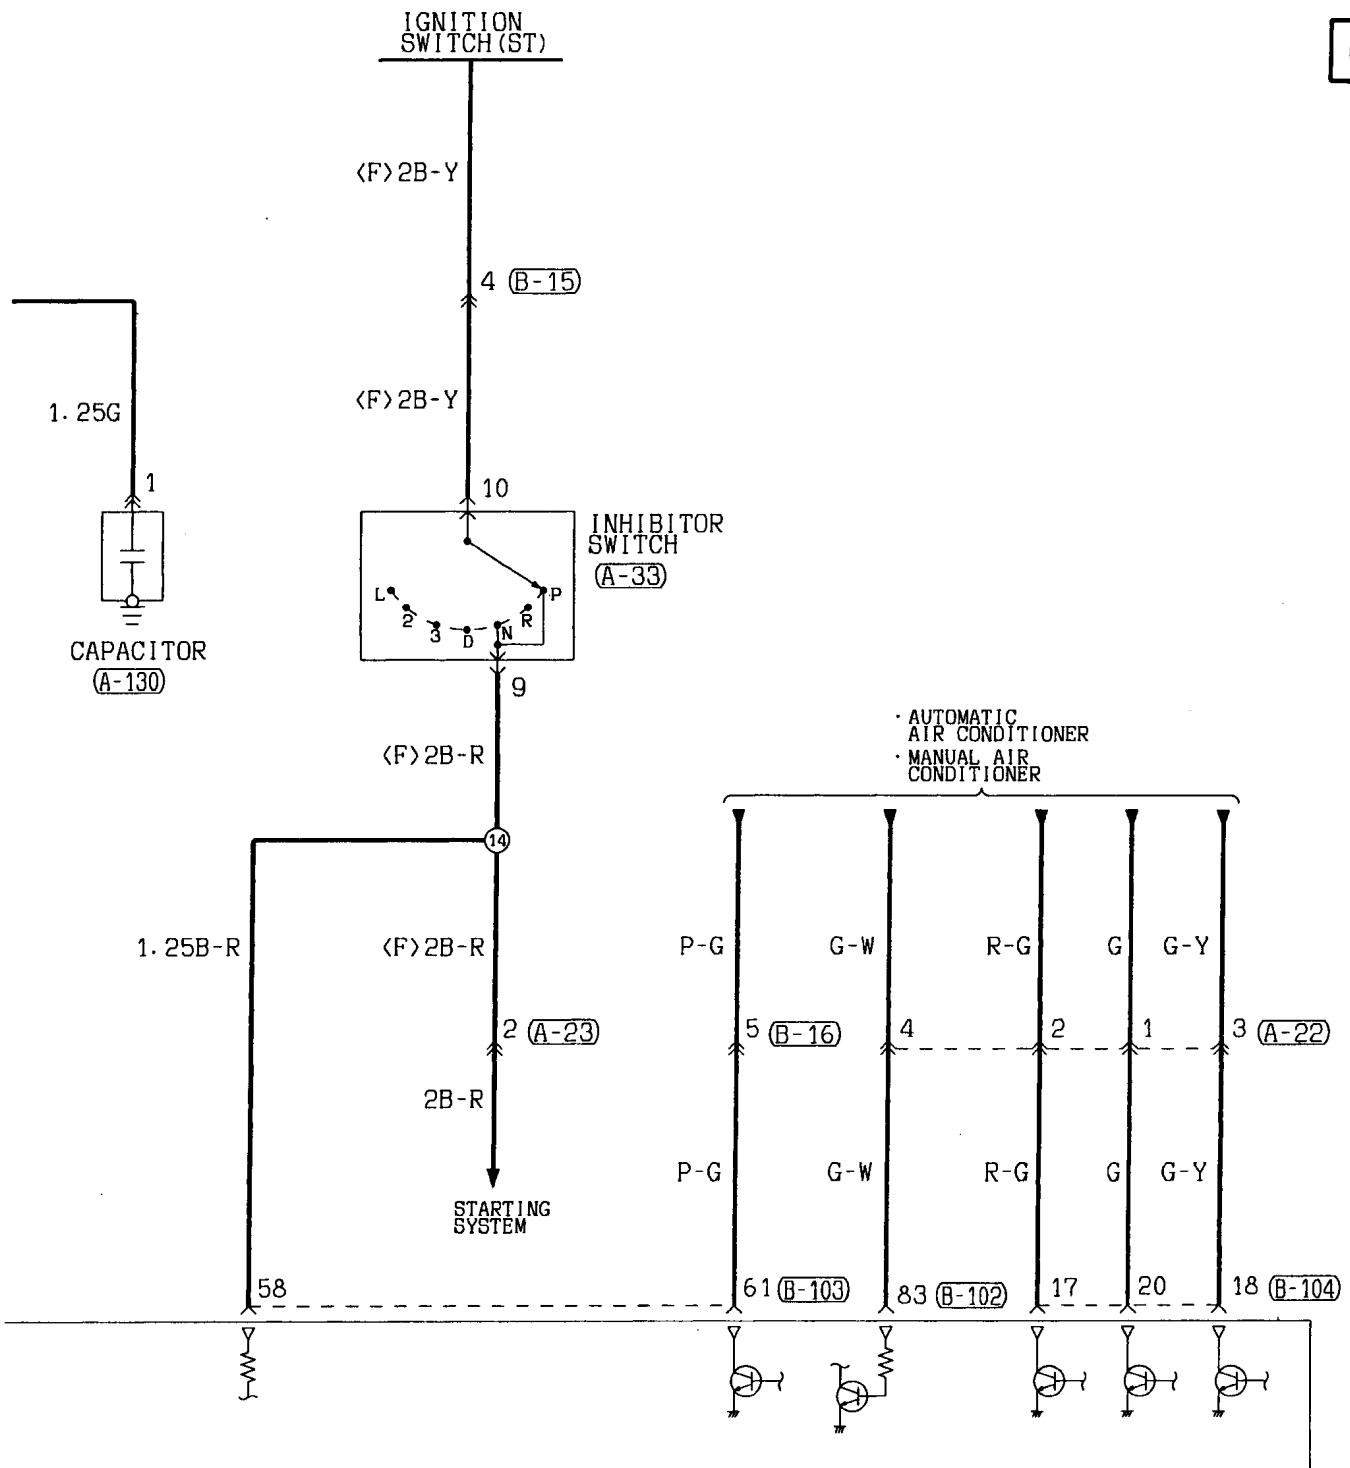 IGNITION
SWITCH(ST)
<F>2B-Y
4 (B-15)
<F>2B-Y
1.25G
1
10
INHIBITOR
SWITCH
(A-33)
L
2
3
D
N
R
P
CAPACITOR
(A-130)
9
<F>2B-R
· AUTOMATIC
AIR CONDITIONER
· MANUAL AIR
CONDITIONER
14
1.25B-R
<F>2B-R
P-G
G-W
R-G
G
G-Y
2 (A-23)
5 (B-16)
4
2
1
3 (A-22)
2B-R
P-G
G-W
R-G
G
G-Y
STARTING
SYSTEM
58
61 (B-103)
83 (B-102)
17
20
18 (B-104)